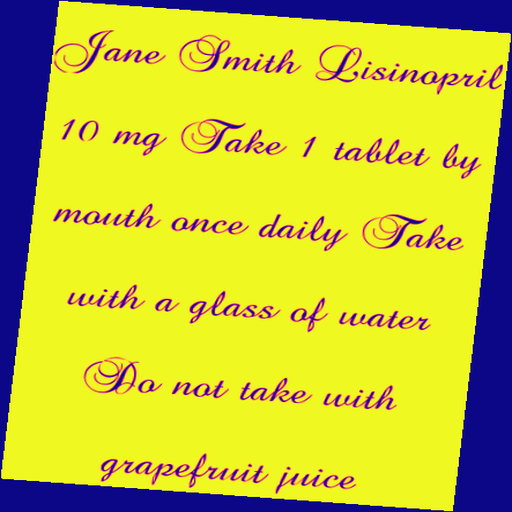 Jane Smith Lisinopril
10 mg Take 1 tablet by
mouth once daily Take
with a glass of water
Do not take with
grapefruit juice